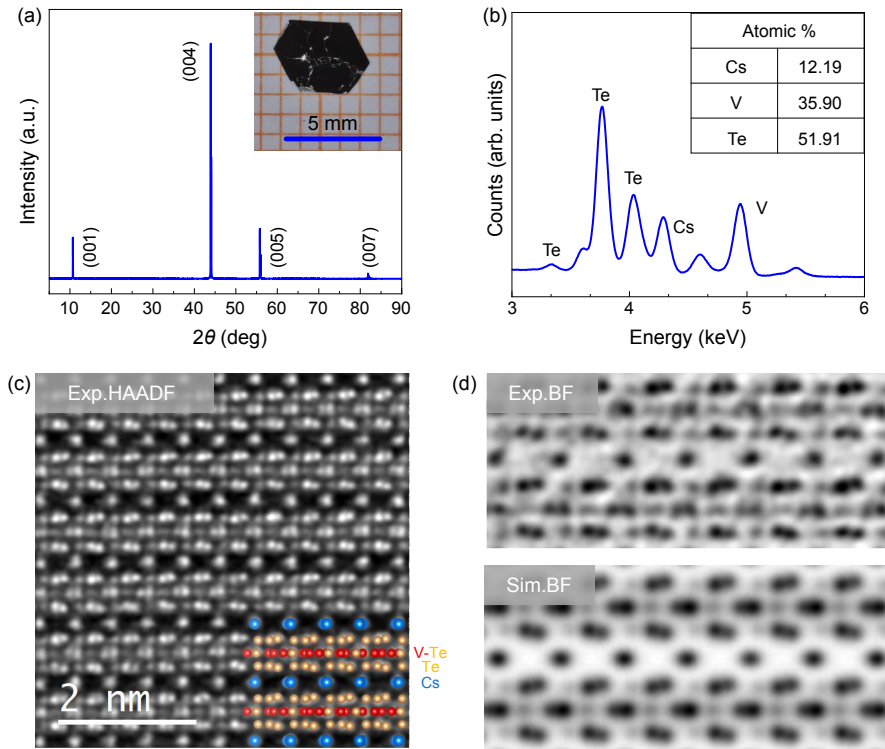 (a)
Intensity (a.u.)
(001)
(004)
(005)
(007)
5 mm
10 20 30 40 50 60 70 80 90
2θ (deg)
(b)
Counts (arb. units)
Te
Te
Te
Cs
V
Atomic %
Cs 12.19
V 35.90
Te 51.91
3 4 5 6
Energy (keV)
(c)
Exp.HAADF
V-Te
Te
Cs
2 nm
(d)
Exp.BF
Sim.BF